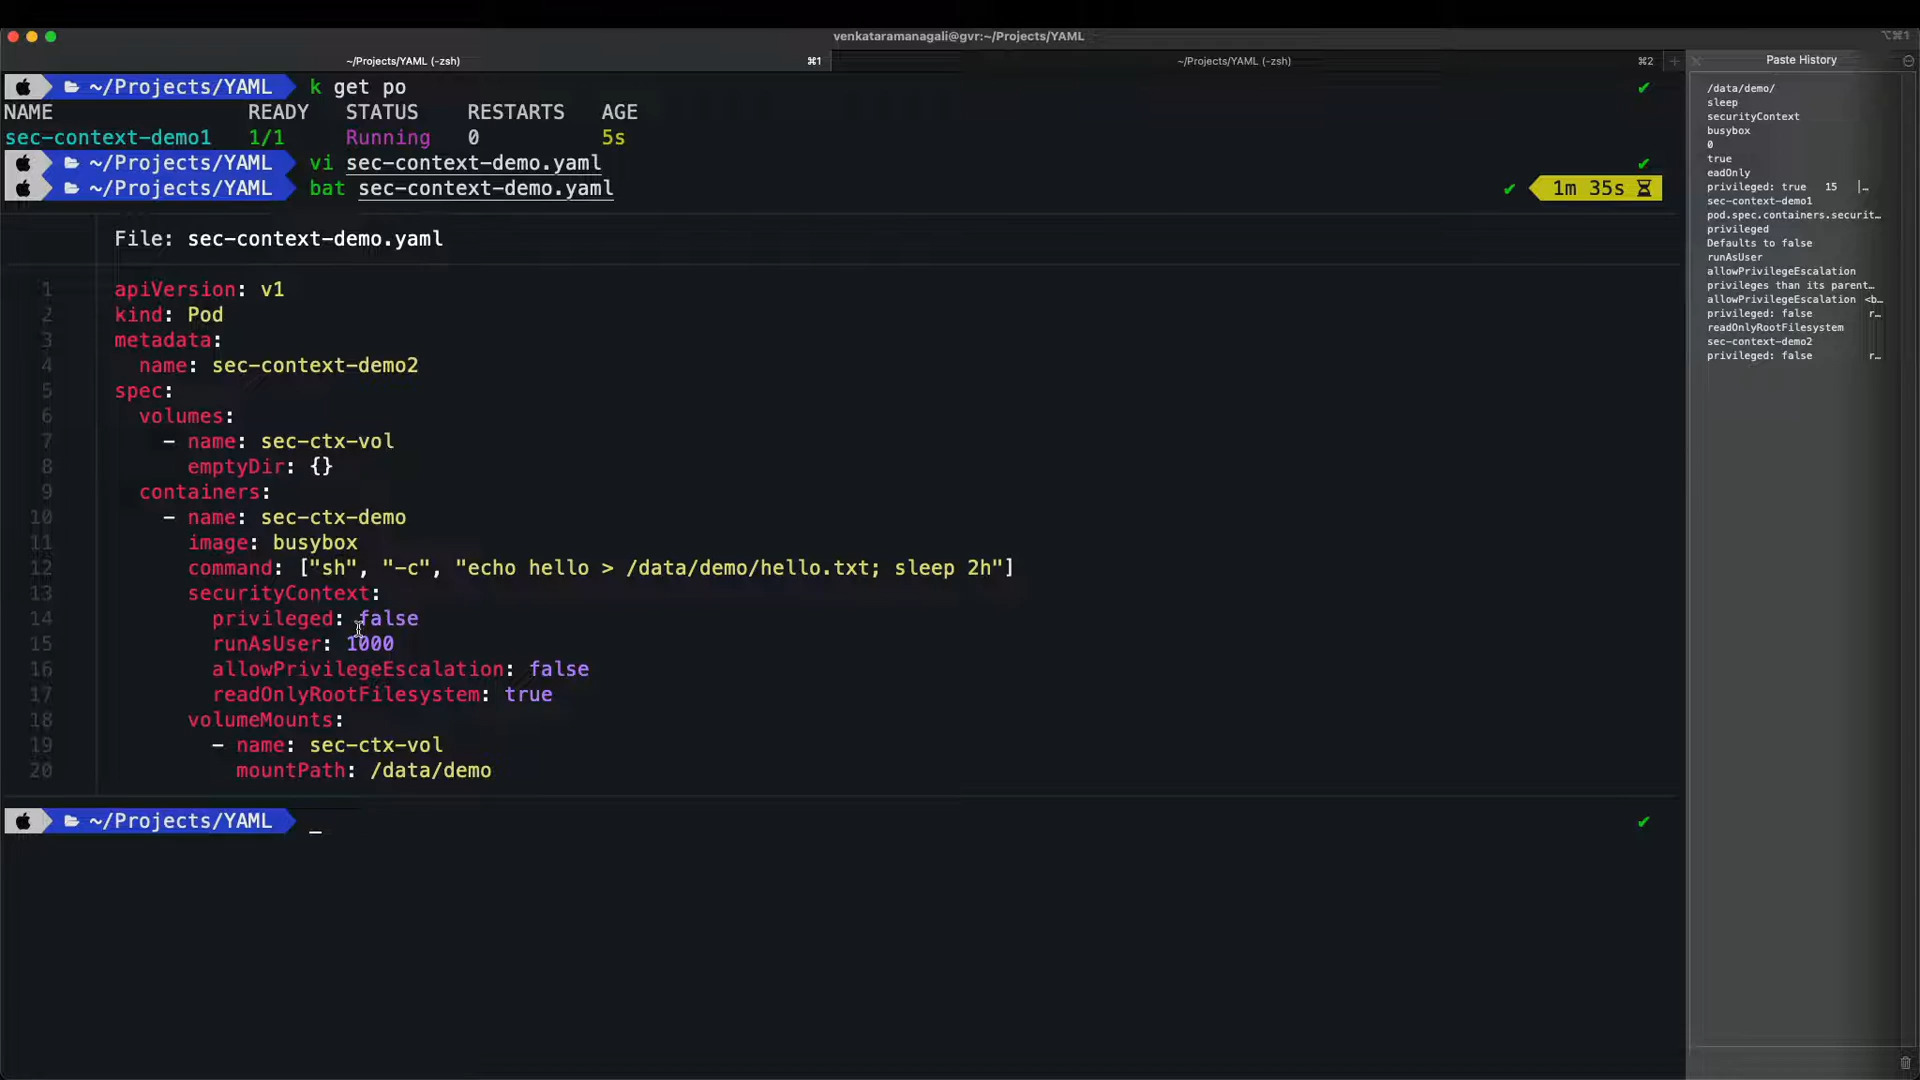 venkataramanagali@gvr:~/Projects/YAML
⌥⌘1
~/Projects/YAML (-zsh) ⌘1
~/Projects/YAML (-zsh) ⌘2
~/Projects/YAML k get po
NAME READY STATUS RESTARTS AGE
sec-context-demo1 1/1 Running 0 5s
~/Projects/YAML vi sec-context-demo.yaml
~/Projects/YAML bat sec-context-demo.yaml 1m 35s
File: sec-context-demo.yaml
1 apiVersion: v1
2 kind: Pod
3 metadata:
4   name: sec-context-demo2
5 spec:
6   volumes:
7     - name: sec-ctx-vol
8       emptyDir: {}
9   containers:
10     - name: sec-ctx-demo
11       image: busybox
12       command: ["sh", "-c", "echo hello > /data/demo/hello.txt; sleep 2h"]
13       securityContext:
14         privileged: false
15         runAsUser: 1000
16         allowPrivilegeEscalation: false
17         readOnlyRootFilesystem: true
18       volumeMounts:
19         - name: sec-ctx-vol
20           mountPath: /data/demo
~/Projects/YAML _
Paste History
/data/demo/
sleep
securityContext
busybox
0
true
eadOnly
privileged: true 15 |…
sec-context-demo1
pod.spec.containers.securit…
privileged
Defaults to false
runAsUser
allowPrivilegeEscalation
privileges than its parent…
allowPrivilegeEscalation <b…
privileged: false r…
readOnlyRootFilesystem
sec-context-demo2
privileged: false r…